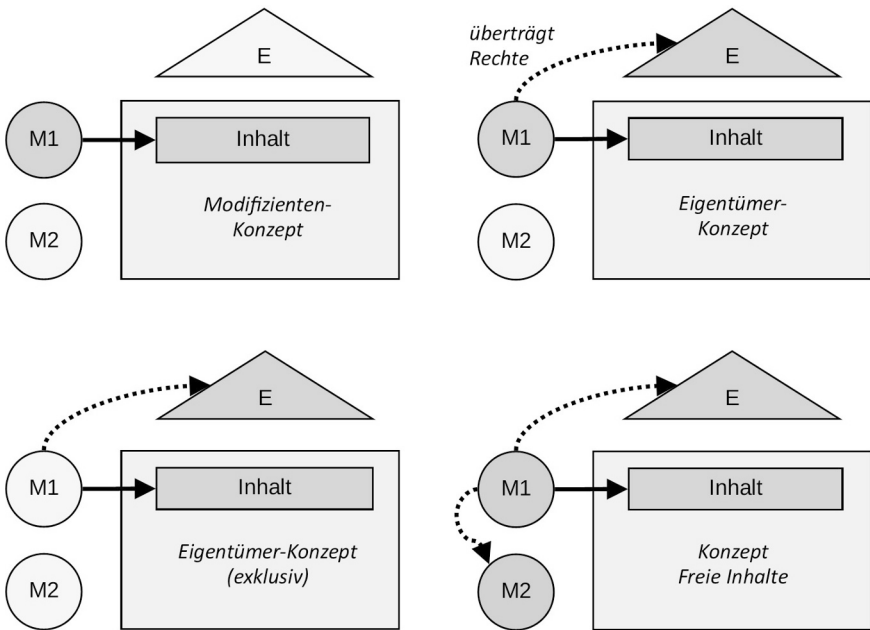 E
M1
Inhalt
Modifizienten-
Konzept
M2
überträgt
Rechte
E
M1
Inhalt
Eigentümer-
Konzept
M2
E
M1
Inhalt
Eigentümer-Konzept
(exklusiv)
M2
E
M1
Inhalt
Konzept
Freie Inhalte
M2